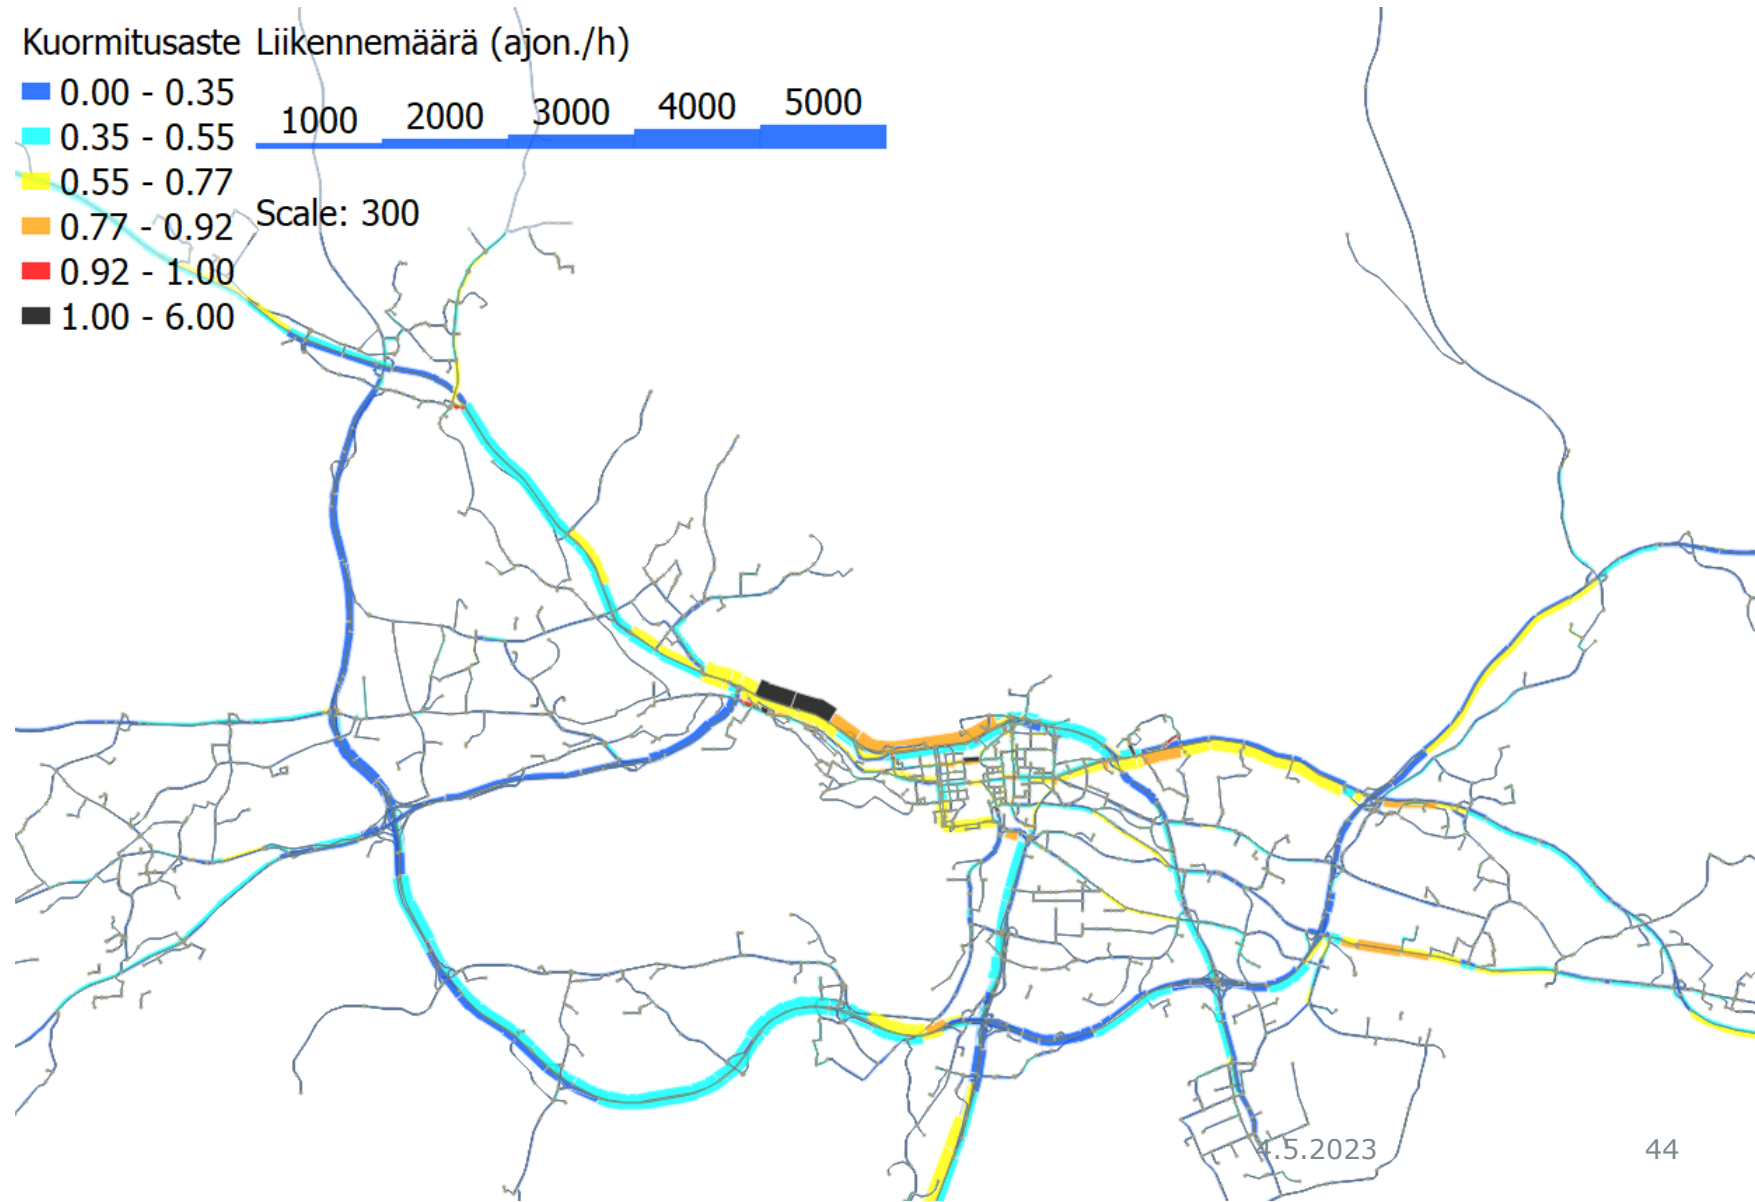 Kuormitusaste Liikennemäärä (ajon./h)
0.00 - 0.35
0.35 - 0.55
0.55 - 0.77
0.77 - 0.92
0.92 - 1.00
1.00 - 6.00
1000 2000 3000 4000 5000
Scale: 300
4.5.2023
44